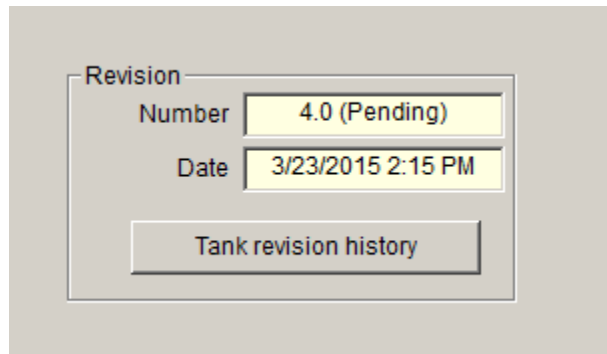 Revision
Number 4.0 (Pending)
Date 3/23/2015 2:15 PM
Tank revision history